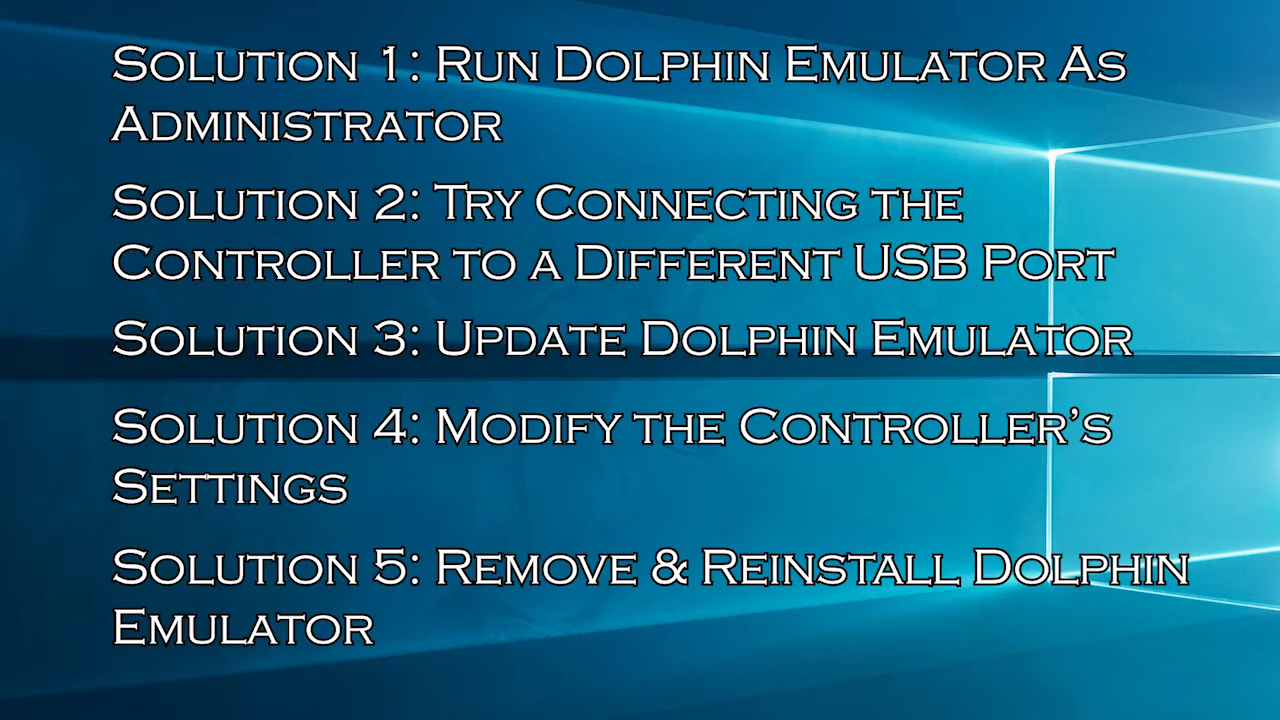 Solution 1: Run Dolphin Emulator As
Administrator
Solution 2: Try Connecting the
Controller to a Different USB Port
Solution 3: Update Dolphin Emulator
Solution 4: Modify the Controller’s
Settings
Solution 5: Remove & Reinstall Dolphin
Emulator